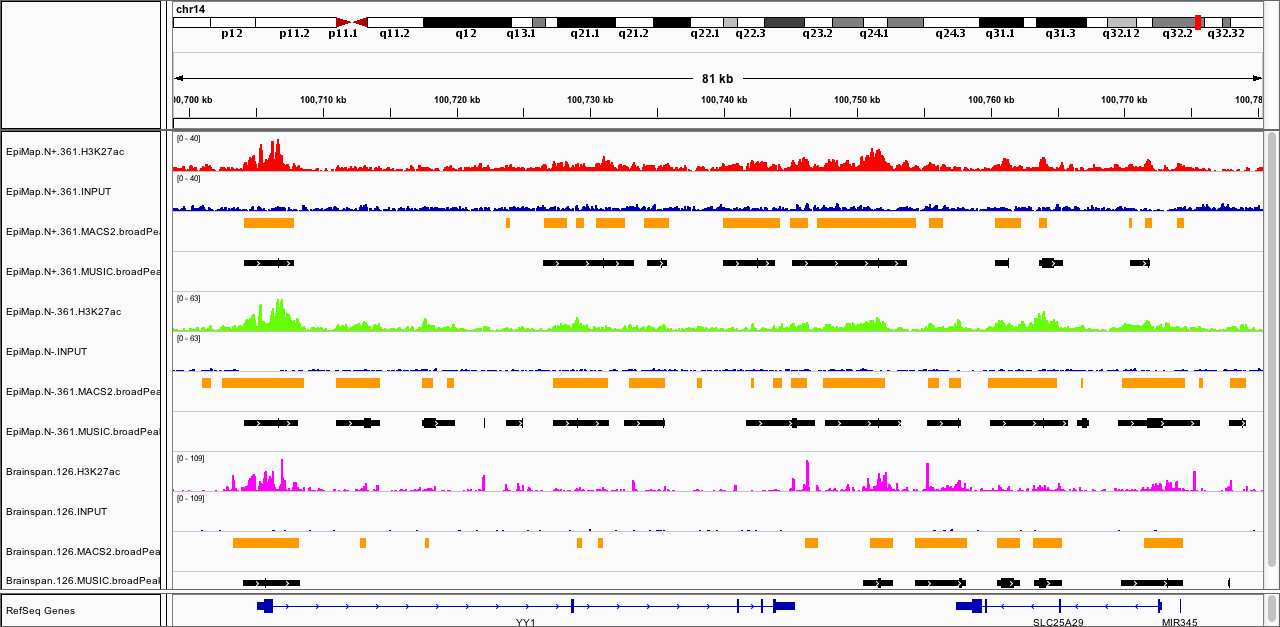 chr14
p12 p11.2 p11.1 q11.2 q12 q13.1 q21.1 q21.2 q22.1 q22.3 q23.2 q24.1 q24.3 q31.1 q31.3 q32.12 q32.2 q32.32
81 kb
00,700 kb 100,710 kb 100,720 kb 100,730 kb 100,740 kb 100,750 kb 100,760 kb 100,770 kb 100,78
EpiMap.N+.361.H3K27ac [0 - 40]
EpiMap.N+.361.INPUT [0 - 40]
EpiMap.N+.361.MACS2.broadPea
EpiMap.N+.361.MUSIC.broadPea
EpiMap.N-.361.H3K27ac [0 - 63]
EpiMap.N-.INPUT [0 - 63]
EpiMap.N-.361.MACS2.broadPea
EpiMap.N-.361.MUSIC.broadPeal
Brainspan.126.H3K27ac [0 - 109]
Brainspan.126.INPUT [0 - 109]
Brainspan.126.MACS2.broadPea
Brainspan.126.MUSIC.broadPeal
RefSeq Genes
YY1 SLC25A29 MIR345